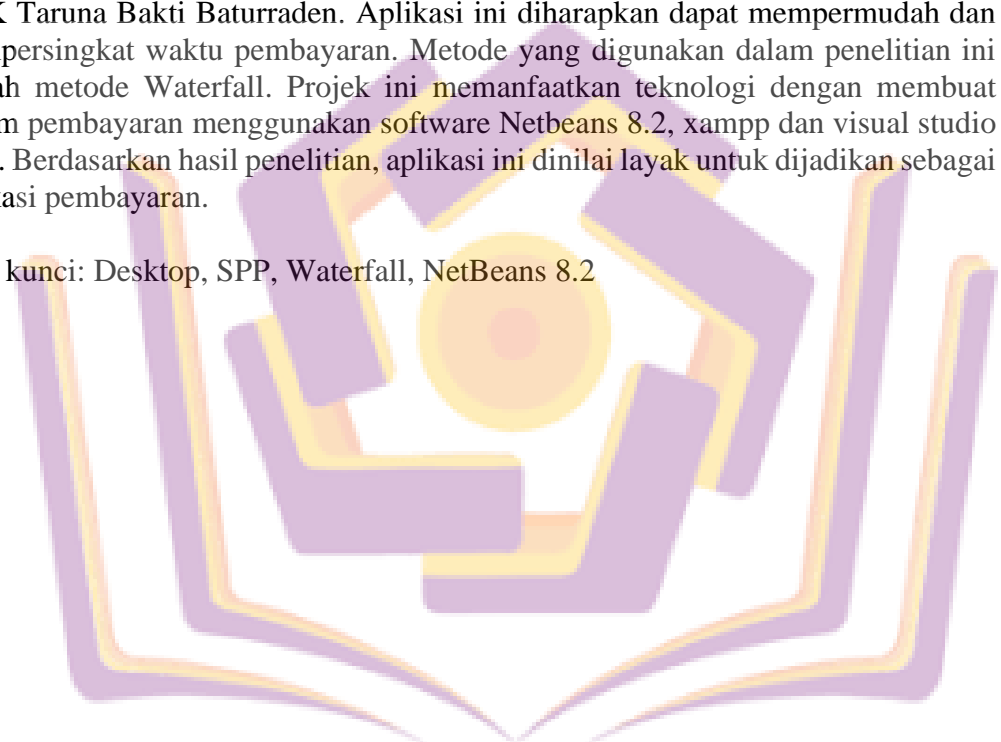 K Taruna Bakti Baturraden. Aplikasi ini diharapkan dapat mempermudah dan
persingkat waktu pembayaran. Metode yang digunakan dalam penelitian ini
ah metode Waterfall. Projek ini memanfaatkan teknologi dengan membuat
m pembayaran menggunakan software Netbeans 8.2, xampp dan visual studio
. Berdasarkan hasil penelitian, aplikasi ini dinilai layak untuk dijadikan sebagai
asi pembayaran.
kunci: Desktop, SPP, Waterfall, NetBeans 8.2